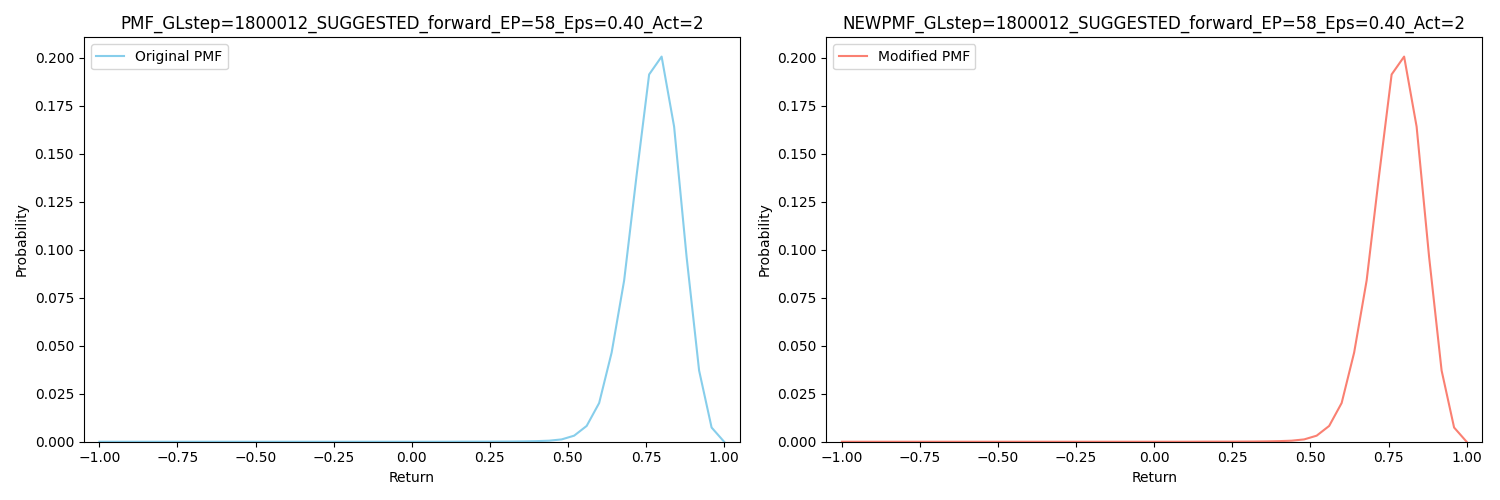 PMF_GLstep=1800012_SUGGESTED_forward_EP=58_Eps=0.40_Act=2
Original PMF
0.200
0.175
0.150
0.125
0.100
0.075
0.050
0.025
0.000
Probability
−1.00 −0.75 −0.50 −0.25 0.00 0.25 0.50 0.75 1.00
Return
NEWPMF_GLstep=1800012_SUGGESTED_forward_EP=58_Eps=0.40_Act=2
Modified PMF
0.200
0.175
0.150
0.125
0.100
0.075
0.050
0.025
0.000
Probability
−1.00 −0.75 −0.50 −0.25 0.00 0.25 0.50 0.75 1.00
Return